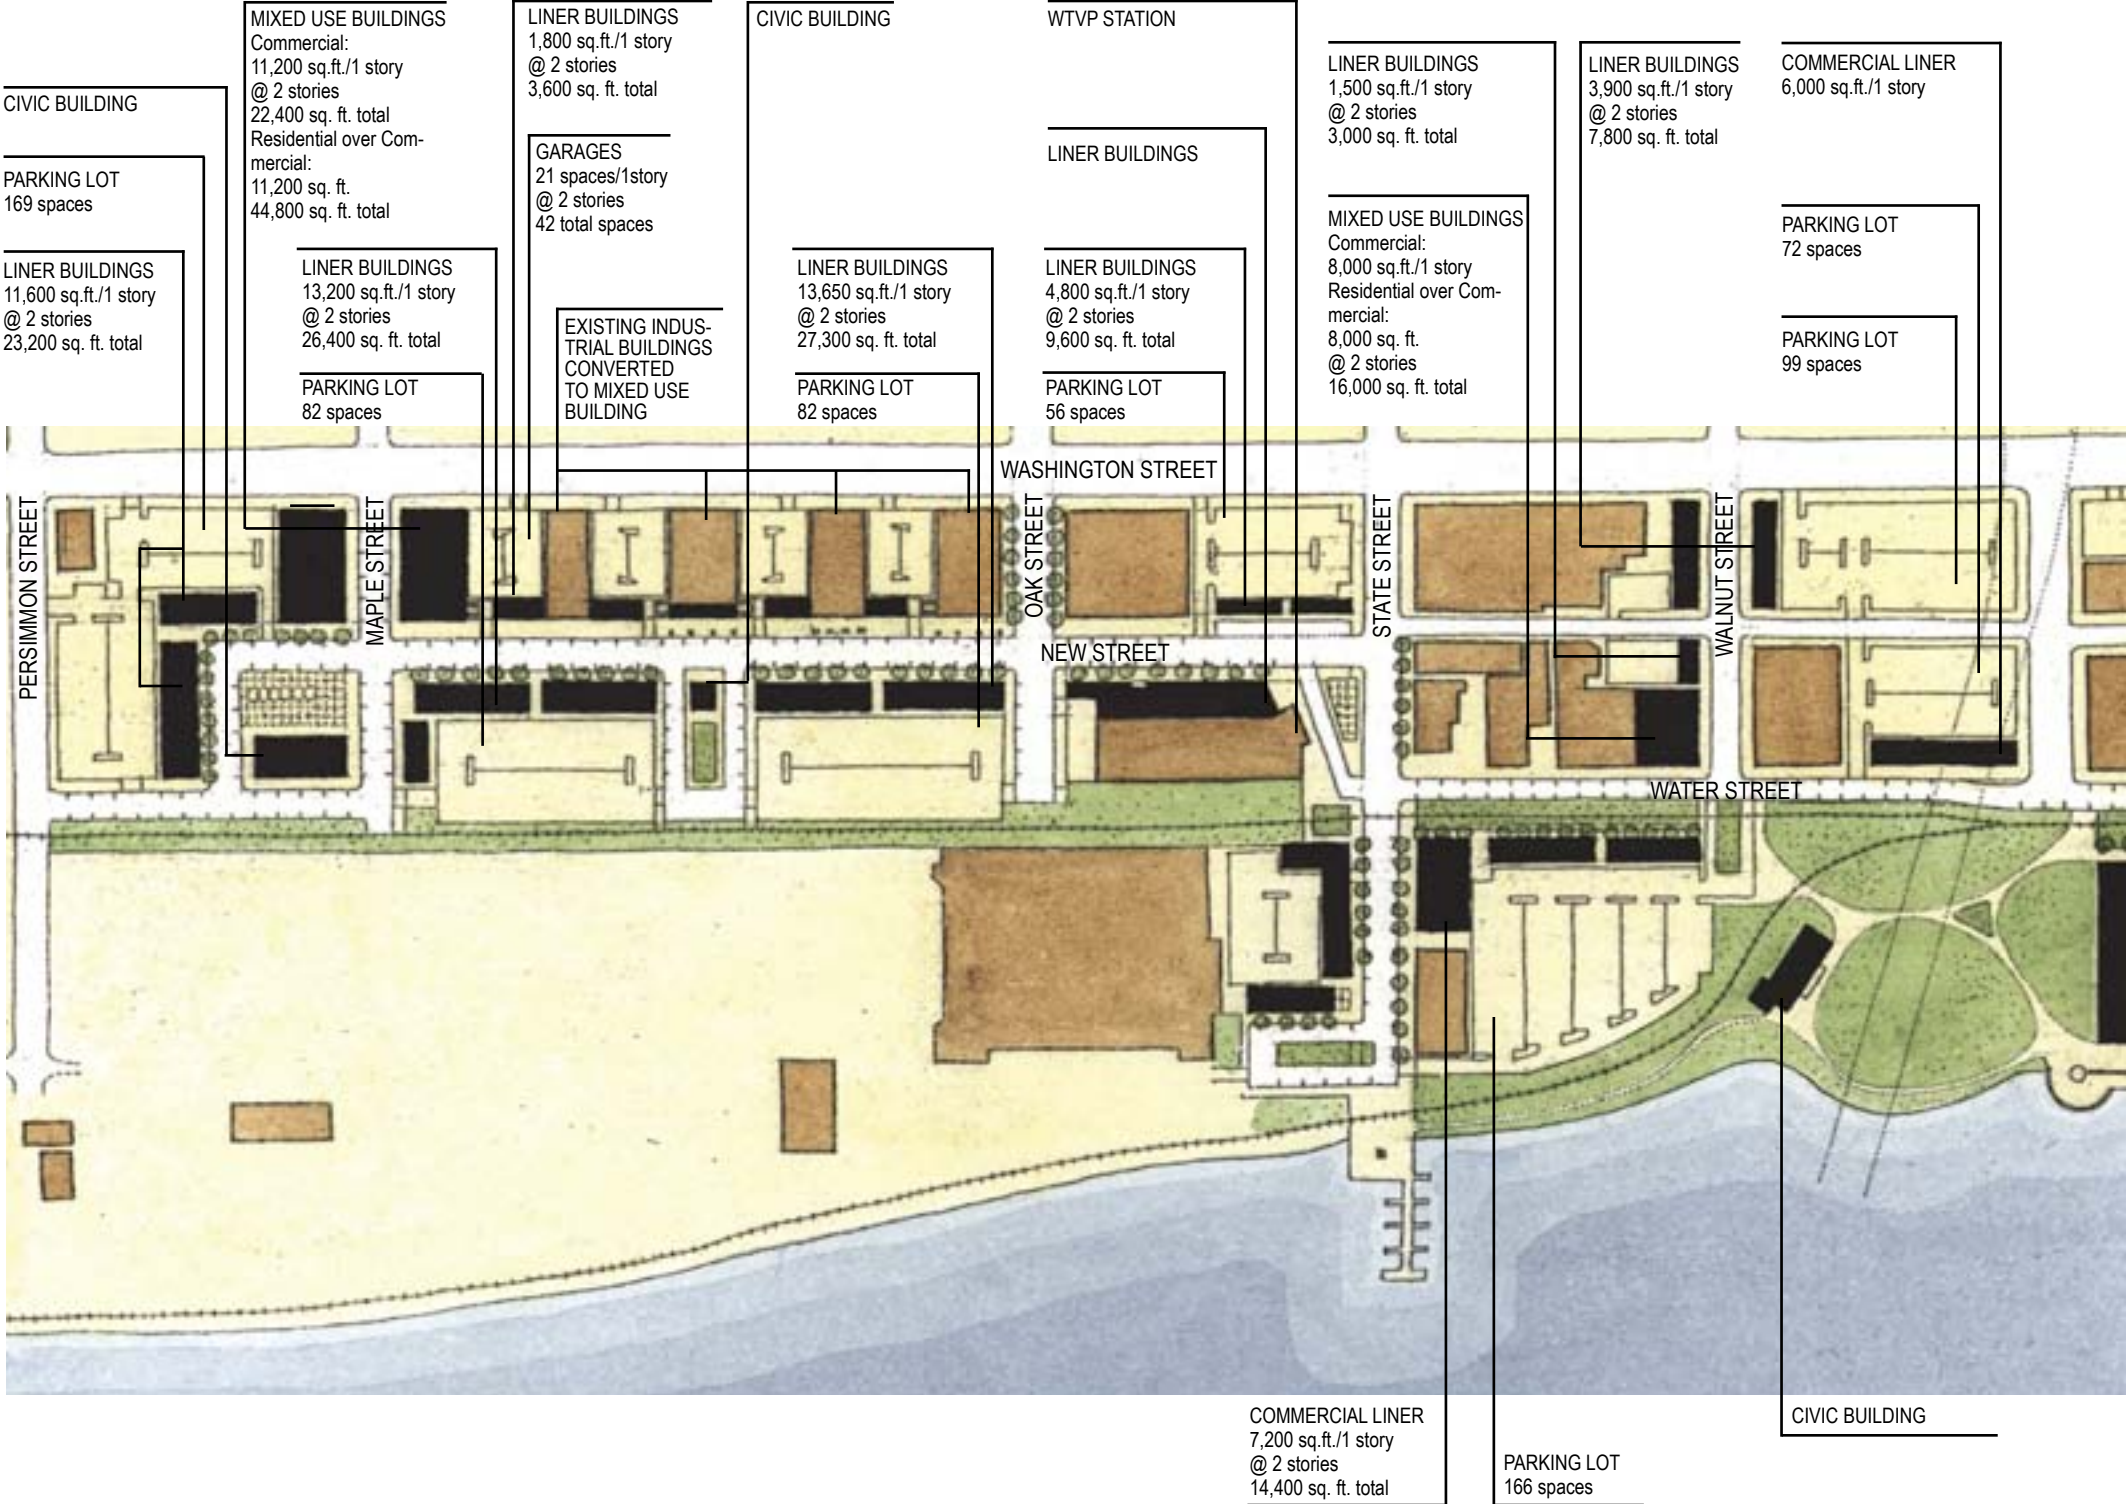 CIVIC BUILDING
PARKING LOT
169 spaces
LINER BUILDINGS
11,600 sq.ft./1 story
@ 2 stories
23,200 sq. ft. total
MIXED USE BUILDINGS
Commercial:
11,200 sq.ft./1 story
@ 2 stories
22,400 sq. ft. total
Residential over Com-
mercial:
11,200 sq. ft.
44,800 sq. ft. total
LINER BUILDINGS
13,200 sq.ft./1 story
@ 2 stories
26,400 sq. ft. total
PARKING LOT
82 spaces
LINER BUILDINGS
1,800 sq.ft./1 story
@ 2 stories
3,600 sq. ft. total
GARAGES
21 spaces/1story
@ 2 stories
42 total spaces
EXISTING INDUS-
TRIAL BUILDINGS
CONVERTED
TO MIXED USE
BUILDING
CIVIC BUILDING
LINER BUILDINGS
13,650 sq.ft./1 story
@ 2 stories
27,300 sq. ft. total
PARKING LOT
82 spaces
WTVP STATION
LINER BUILDINGS
LINER BUILDINGS
4,800 sq.ft./1 story
@ 2 stories
9,600 sq. ft. total
PARKING LOT
56 spaces
LINER BUILDINGS
1,500 sq.ft./1 story
@ 2 stories
3,000 sq. ft. total
MIXED USE BUILDINGS
Commercial:
8,000 sq.ft./1 story
Residential over Com-
mercial:
8,000 sq. ft.
@ 2 stories
16,000 sq. ft. total
LINER BUILDINGS
3,900 sq.ft./1 story
@ 2 stories
7,800 sq. ft. total
COMMERCIAL LINER
6,000 sq.ft./1 story
PARKING LOT
72 spaces
PARKING LOT
99 spaces
WASHINGTON STREET
PERSIMMON STREET
MAPLE STREET
OAK STREET
STATE STREET
WALNUT STREET
NEW STREET
WATER STREET
COMMERCIAL LINER
7,200 sq.ft./1 story
@ 2 stories
14,400 sq. ft. total
PARKING LOT
166 spaces
CIVIC BUILDING